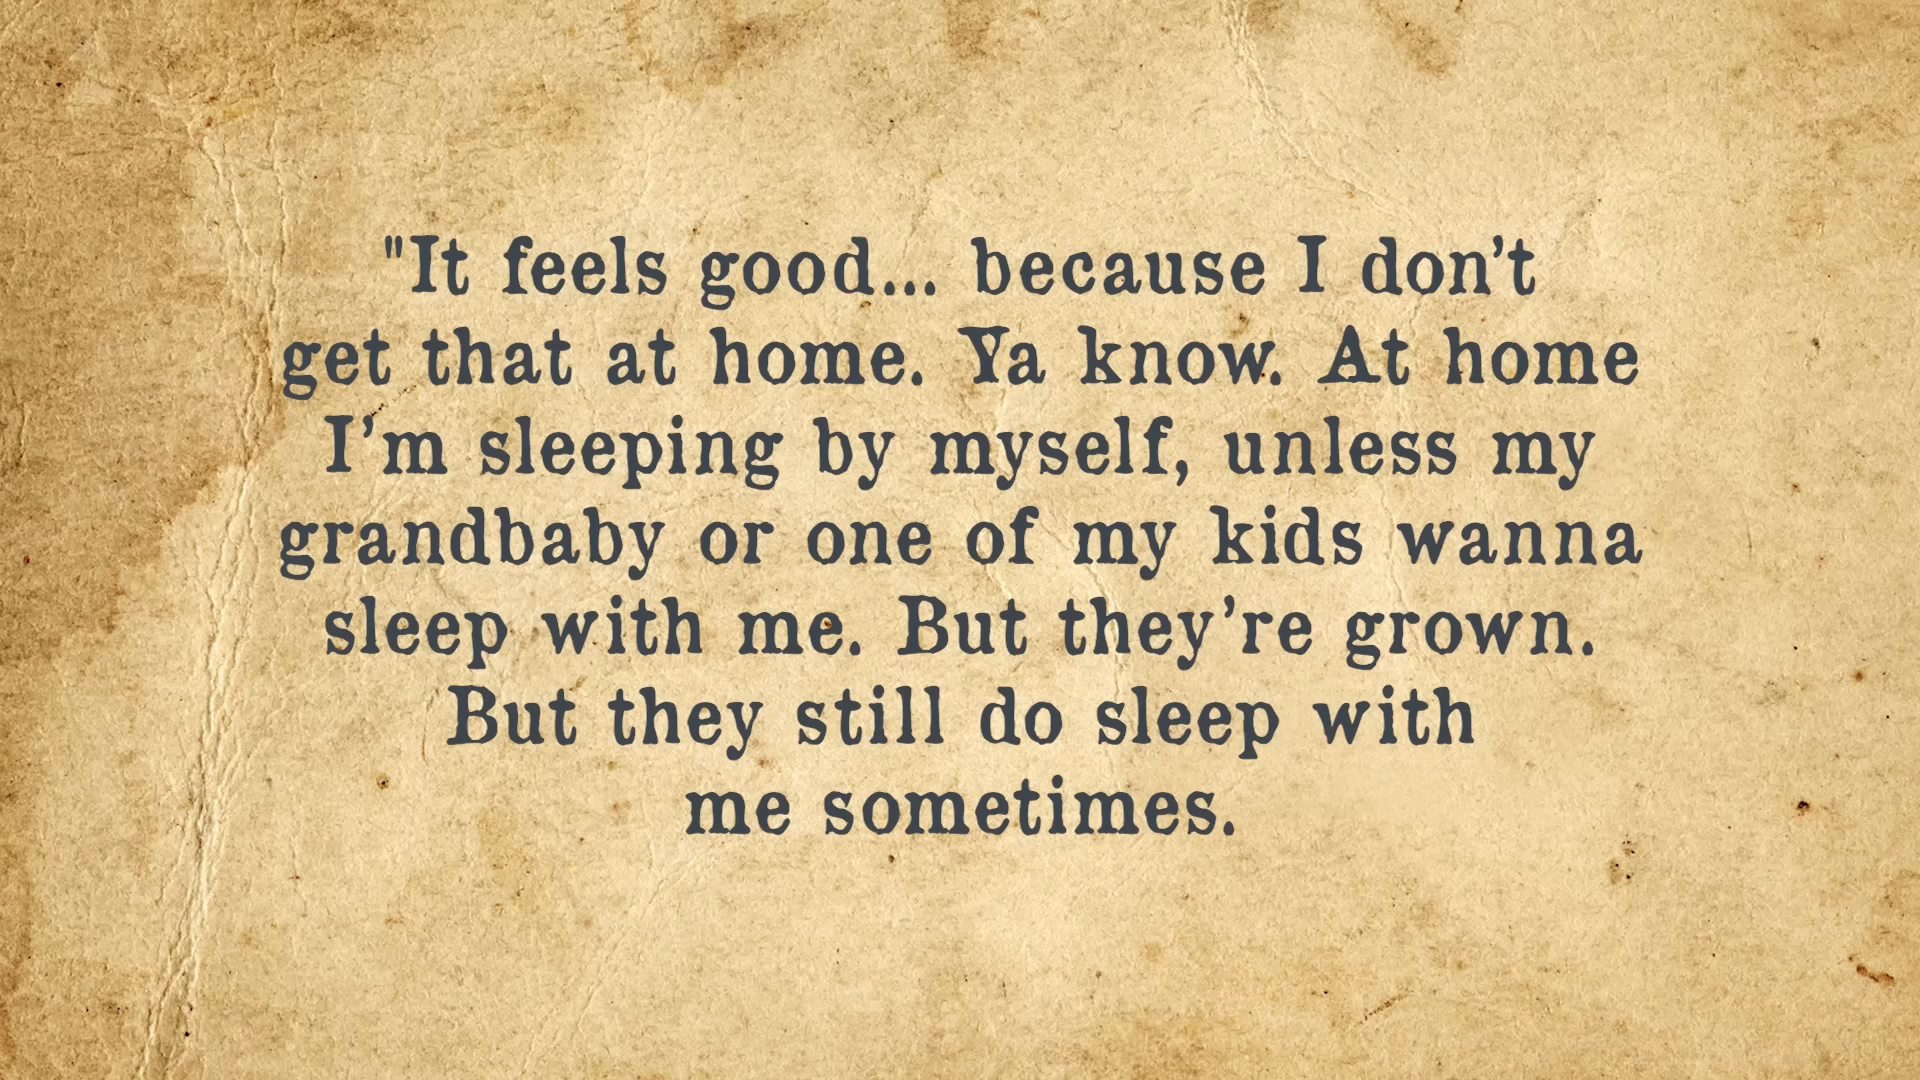 "It feels good... because I don't
get that at home. Ya know. At home
I'm sleeping by myself, unless my
grandbaby or one of my kids wanna
sleep with me. But they're grown.
But they still do sleep with
me sometimes.